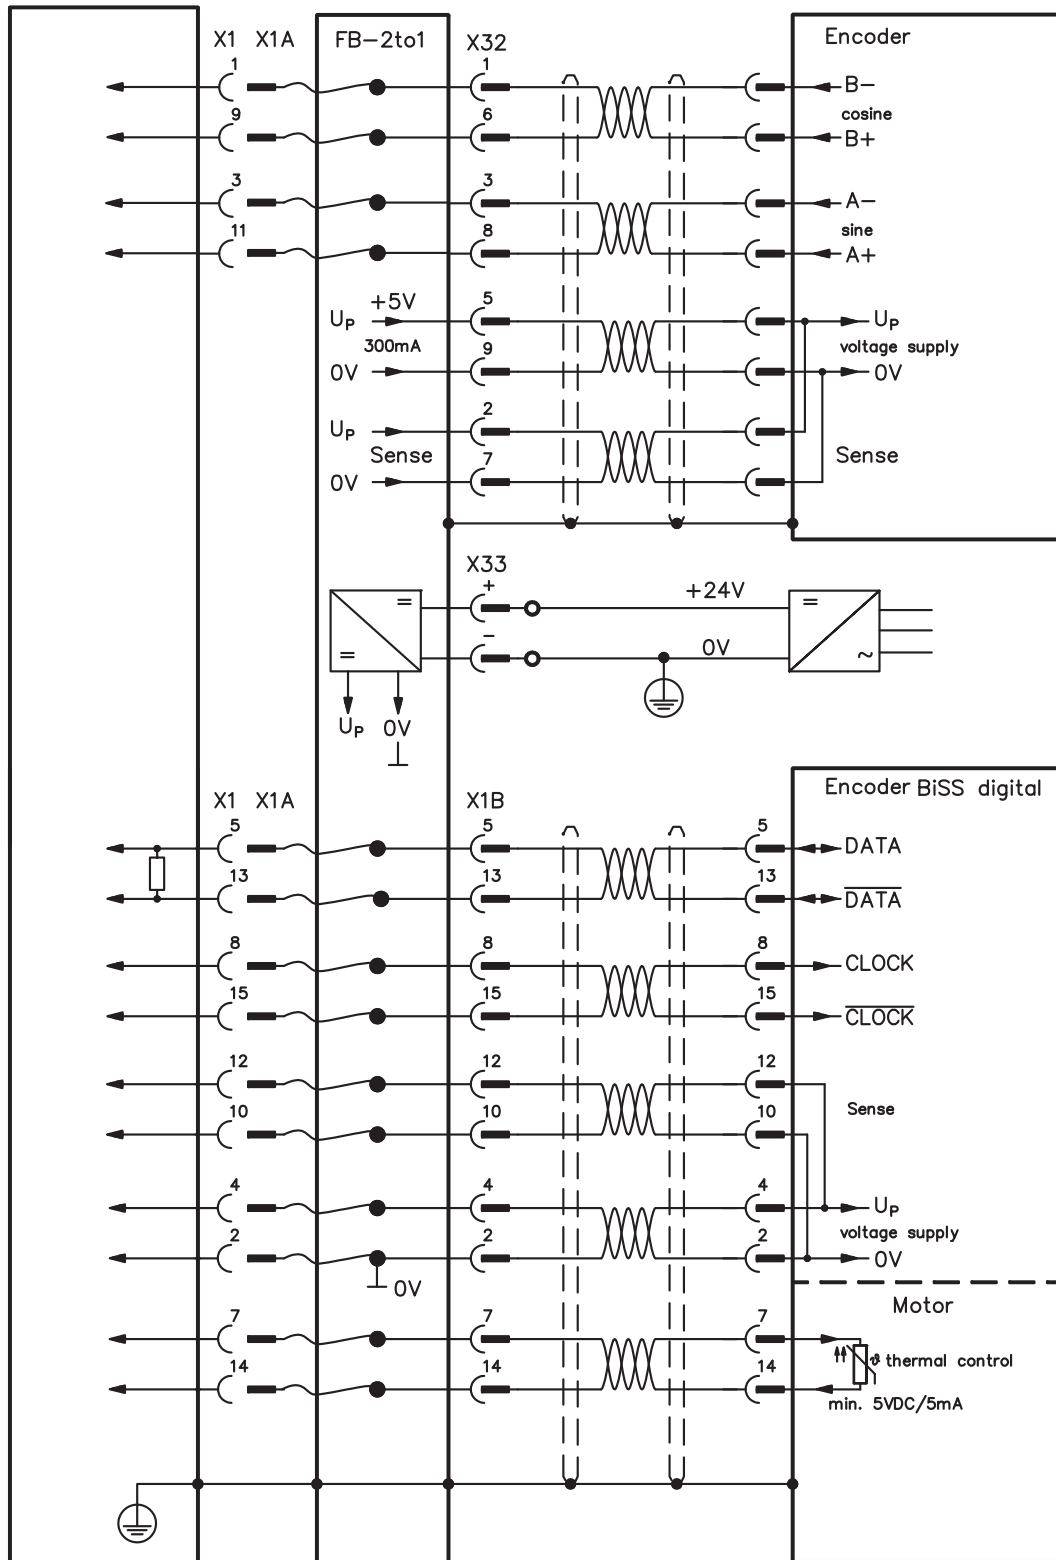 X1 X1A FB-2to1 X32 Encoder
1 1 B-
cosine
9 6 B+
3 3 A-
sine
11 8 A+
+5V
UP 5 UP
300mA voltage supply
0V 9 0V
UP 2
Sense Sense
0V 7
X33
+ +24V
=
- 0V
= ~
UP 0V
X1 X1A X1B Encoder BiSS digital
5 5 5 DATA
13 13 13 DATA
8 8 8 CLOCK
15 15 15 CLOCK
12 12 12
Sense
10 10 10
4 4 4 UP
voltage supply
2 2 2 0V
0V
Motor
7 7 7
ϑ thermal control
14 14 14
min. 5VDC/5mA